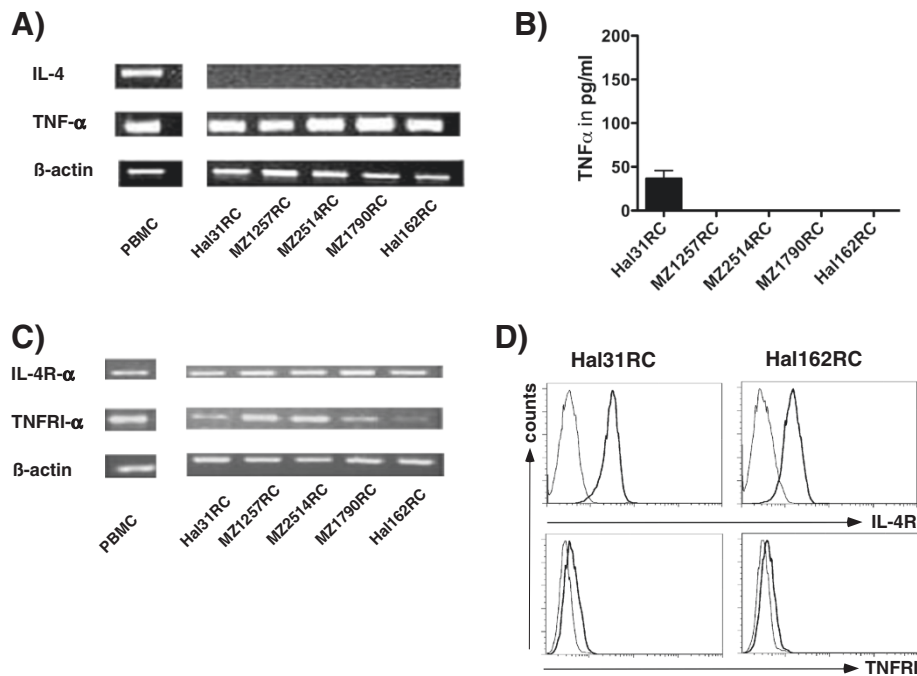 A)
IL-4
TNF-α
ß-actin
PBMC
Hal31RC
MZ1257RC
MZ2514RC
MZ1790RC
Hal162RC
B)
TNFα in pg/ml
200
150
100
50
0
Hal31RC
MZ1257RC
MZ2514RC
MZ1790RC
Hal162RC
C)
IL-4R-α
TNFRI-α
ß-actin
PBMC
Hal31RC
MZ1257RC
MZ2514RC
MZ1790RC
Hal162RC
D)
Hal31RC
Hal162RC
counts
IL-4R
TNFRI